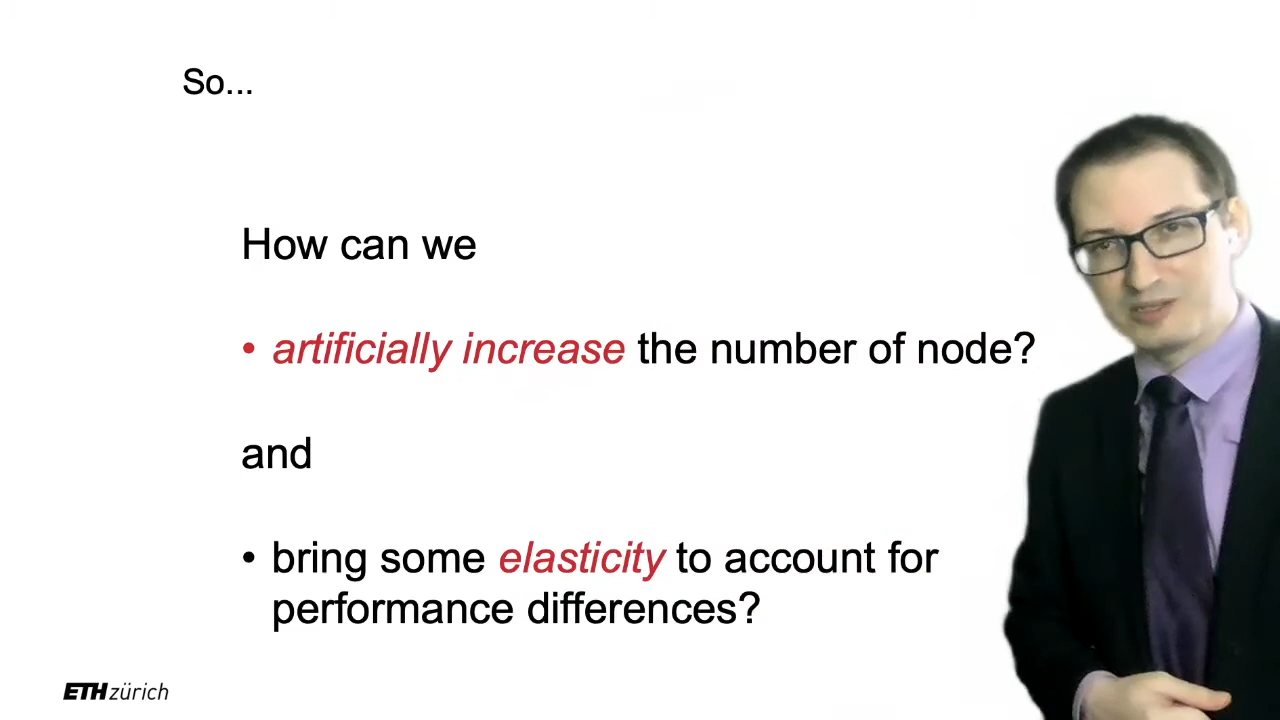 So...
How can we
• artificially increase the number of node?
and
• bring some elasticity to account for
performance differences?
ETH zürich